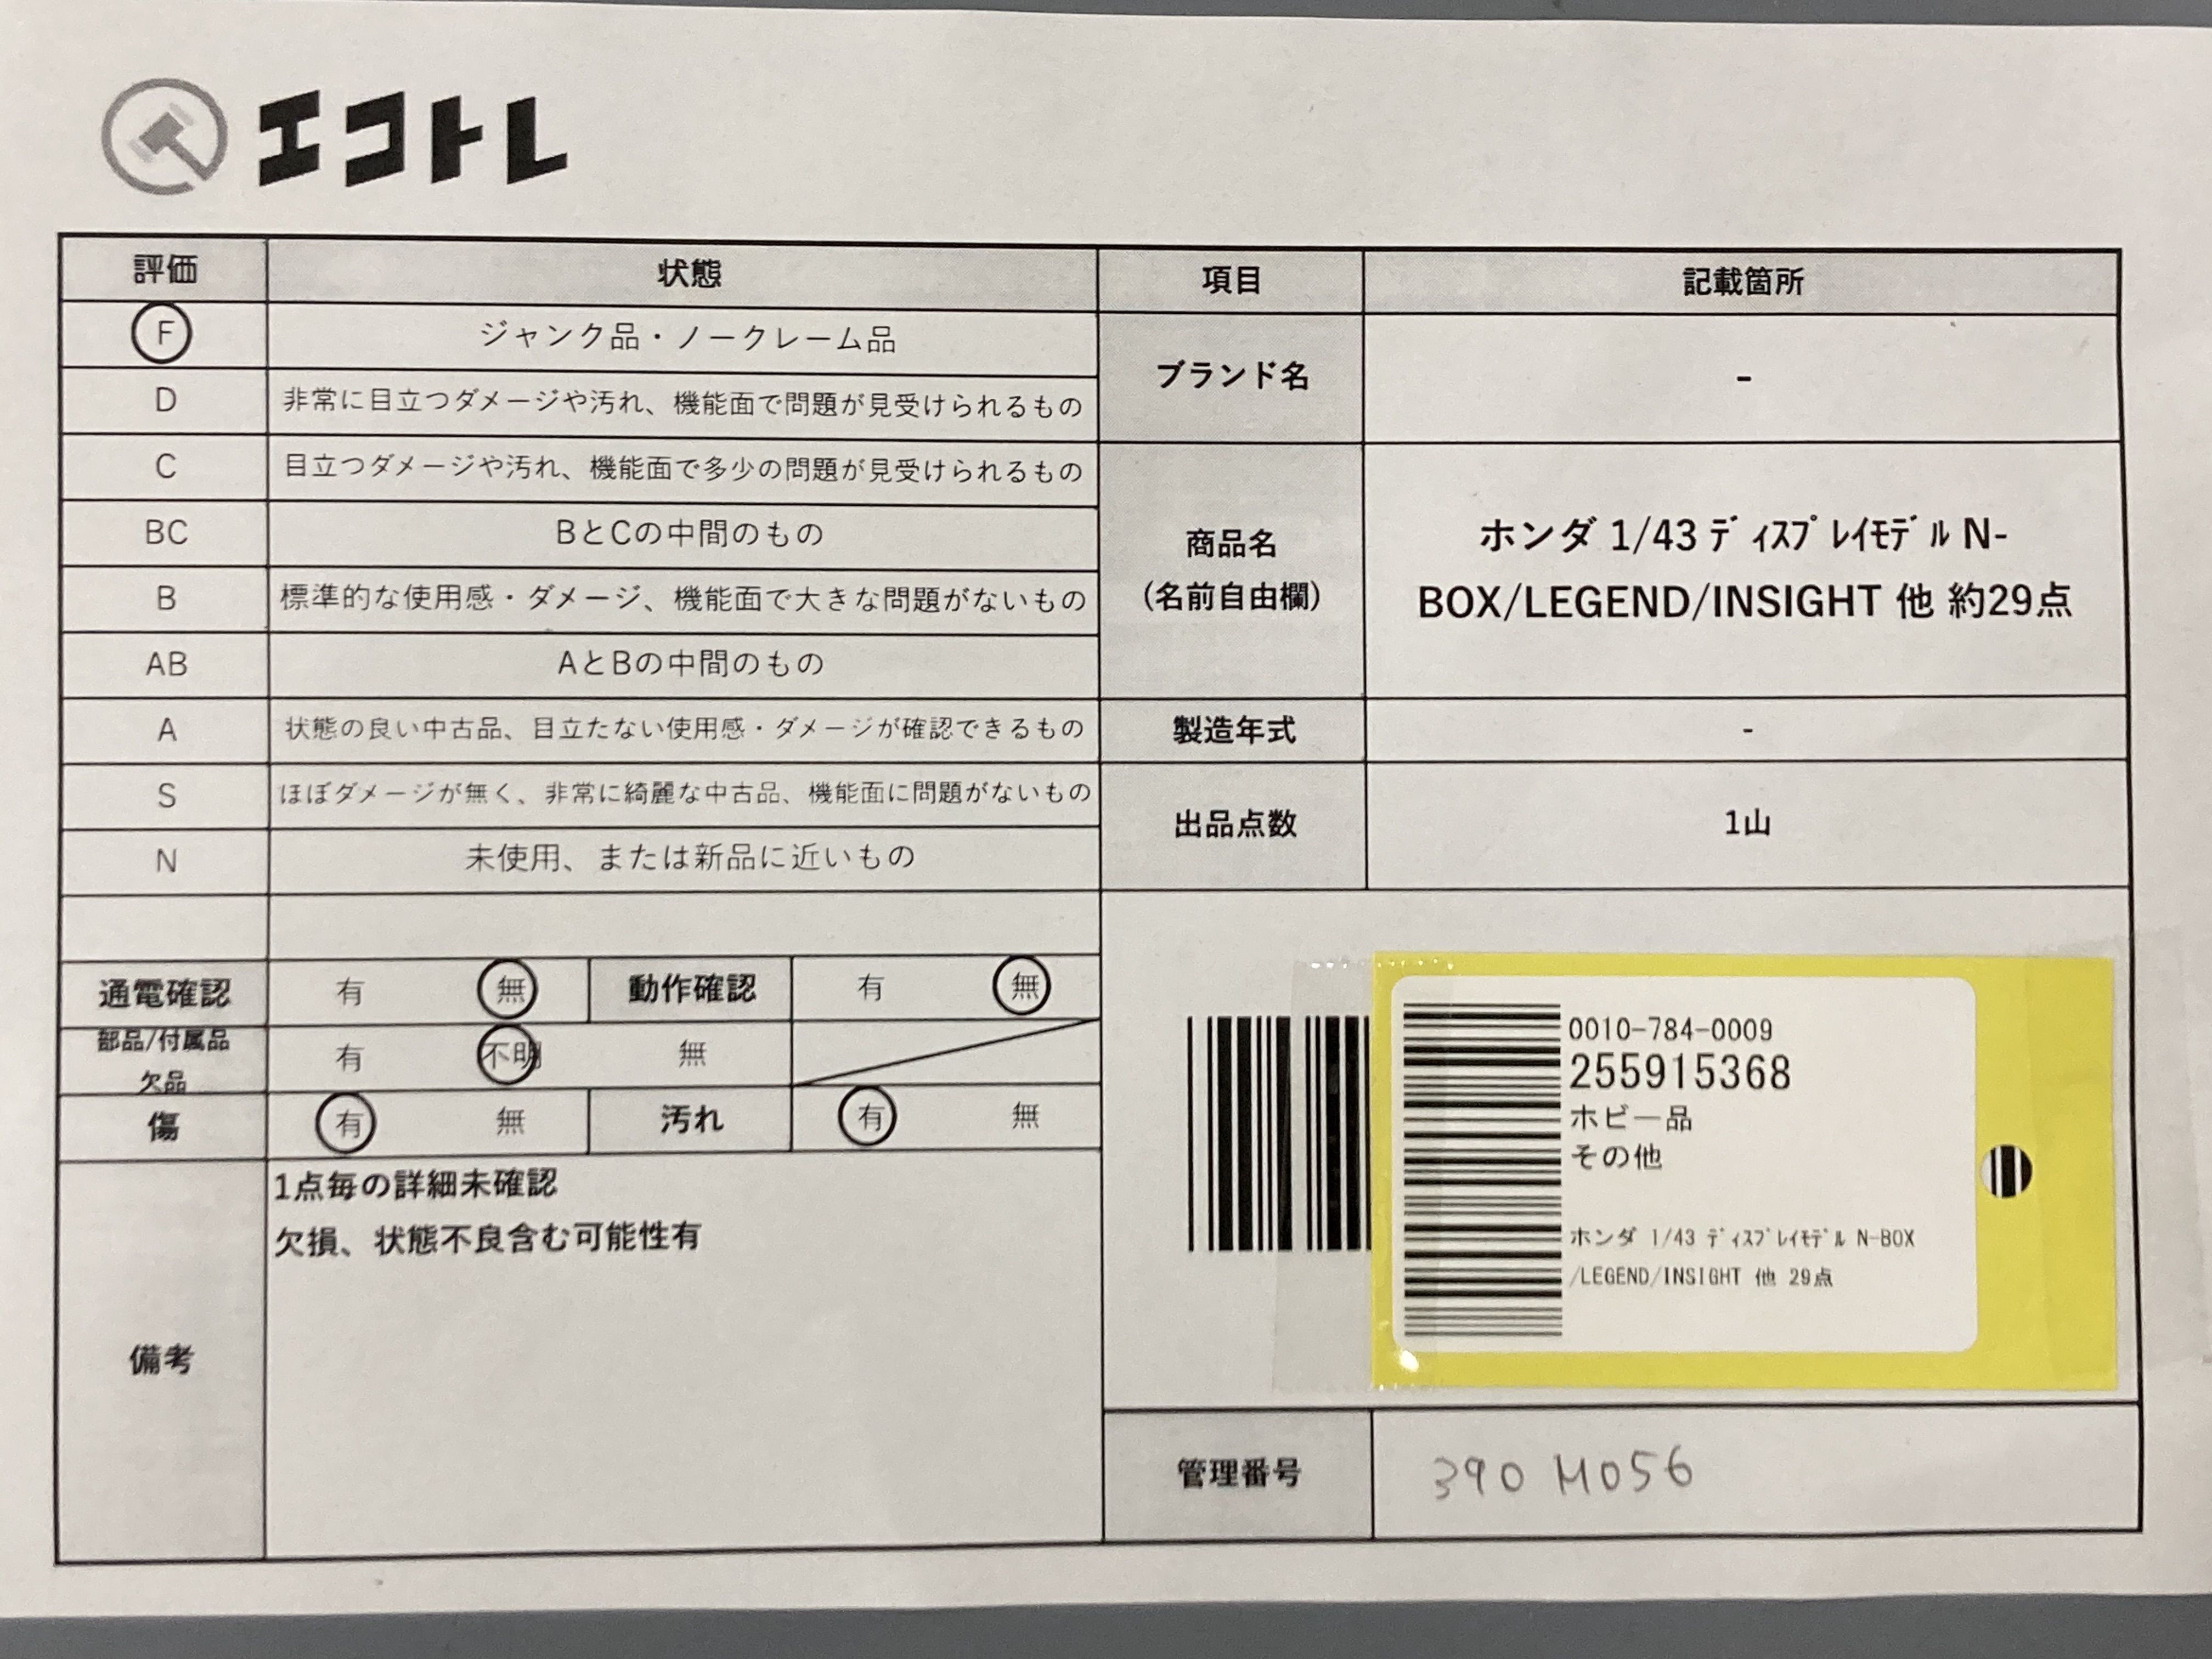 エコトレ
評価 状態 項目 記載箇所
F ジャンク品・ノークレーム品
D 非常に目立つダメージや汚れ、機能面で問題が見受けられるもの
C 目立つダメージや汚れ、機能面で多少の問題が見受けられるもの
BC BとCの中間のもの
B 標準的な使用感・ダメージ、機能面で大きな問題がないもの
AB AとBの中間のもの
A 状態の良い中古品、目立たない使用感・ダメージが確認できるもの
S ほぼダメージが無く、非常に綺麗な中古品、機能面に問題がないもの
N 未使用、または新品に近いもの
ブランド名 -
商品名
(名前自由欄)
ホンダ 1/43 ﾃﾞｨｽﾌﾟﾚｲﾓﾃﾞﾙ N-
BOX/LEGEND/INSIGHT 他 約29点
製造年式 -
出品点数 1山
通電確認 有 無 動作確認 有 無
部品/付属品
欠品
有 不明 無
傷 有 無 汚れ 有 無
備考
1点毎の詳細未確認
欠損、状態不良含む可能性有
0010-784-0009
255915368
ホビー品
その他
ホンダ 1/43 ﾃﾞｨｽﾌﾟﾚｲﾓﾃﾞﾙ N-BOX
/LEGEND/INSIGHT 他 29点
管理番号 390 M056